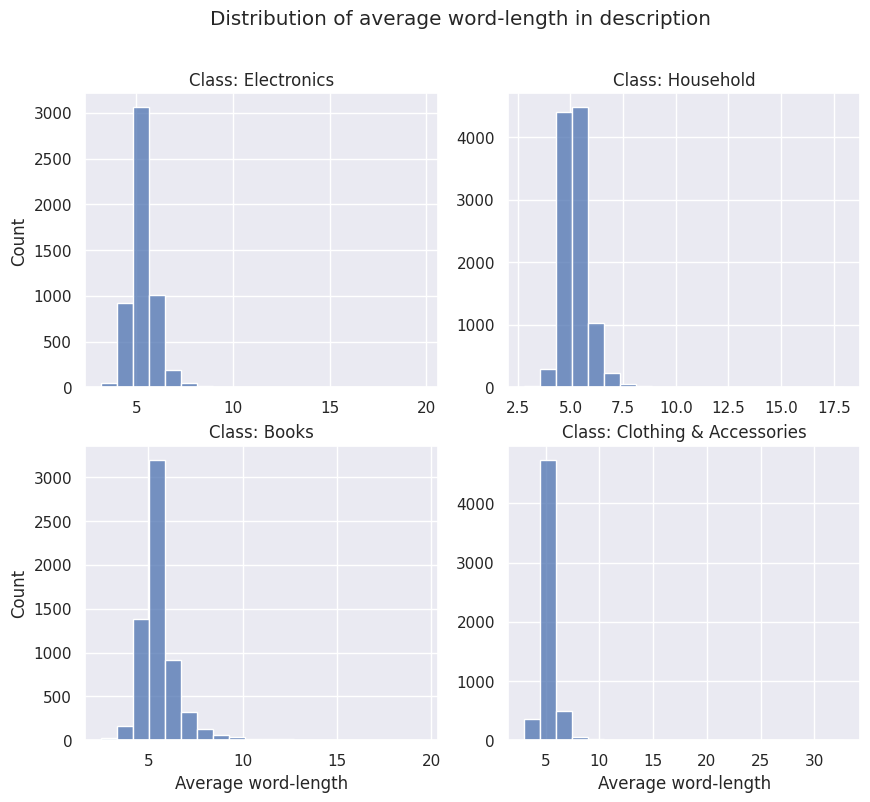 Distribution of average word-length in description
Class: Electronics
3000
2500
2000
1500
1000
500
0
Count
5 10 15 20
Class: Household
4000
3000
2000
1000
0
2.5 5.0 7.5 10.0 12.5 15.0 17.5
Class: Books
3000
2500
2000
1500
1000
500
0
Count
5 10 15 20
Average word-length
Class: Clothing & Accessories
4000
3000
2000
1000
0
5 10 15 20 25 30
Average word-length